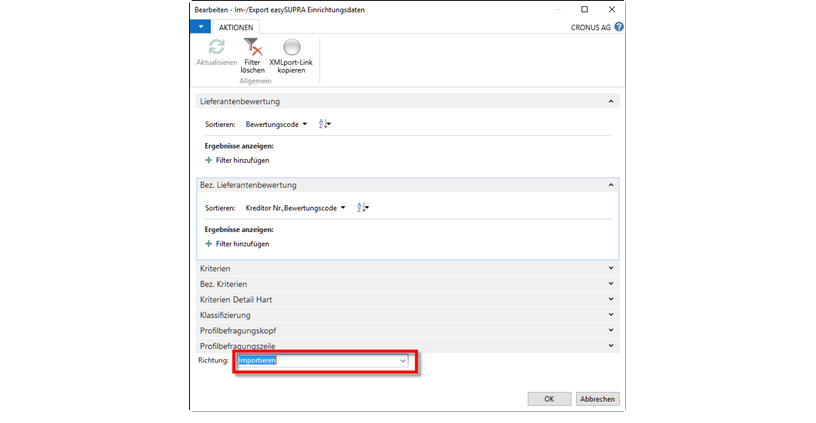 Bearbeiten - Im-/Export easySUPRA Einrichtungsdaten
AKTIONEN
CRONUS AG
Aktualisieren
Filter löschen
XMLport-Link kopieren
Allgemein
Lieferantenbewertung
Sortieren: Bewertungscode
Ergebnisse anzeigen:
Filter hinzufügen
Bez. Lieferantenbewertung
Sortieren: Kreditor Nr.,Bewertungscode
Ergebnisse anzeigen:
Filter hinzufügen
Kriterien
Bez. Kriterien
Kriterien Detail Hart
Klassifizierung
Profilbefragungskopf
Profilbefragungszeile
Richtung: Importieren
OK Abbrechen